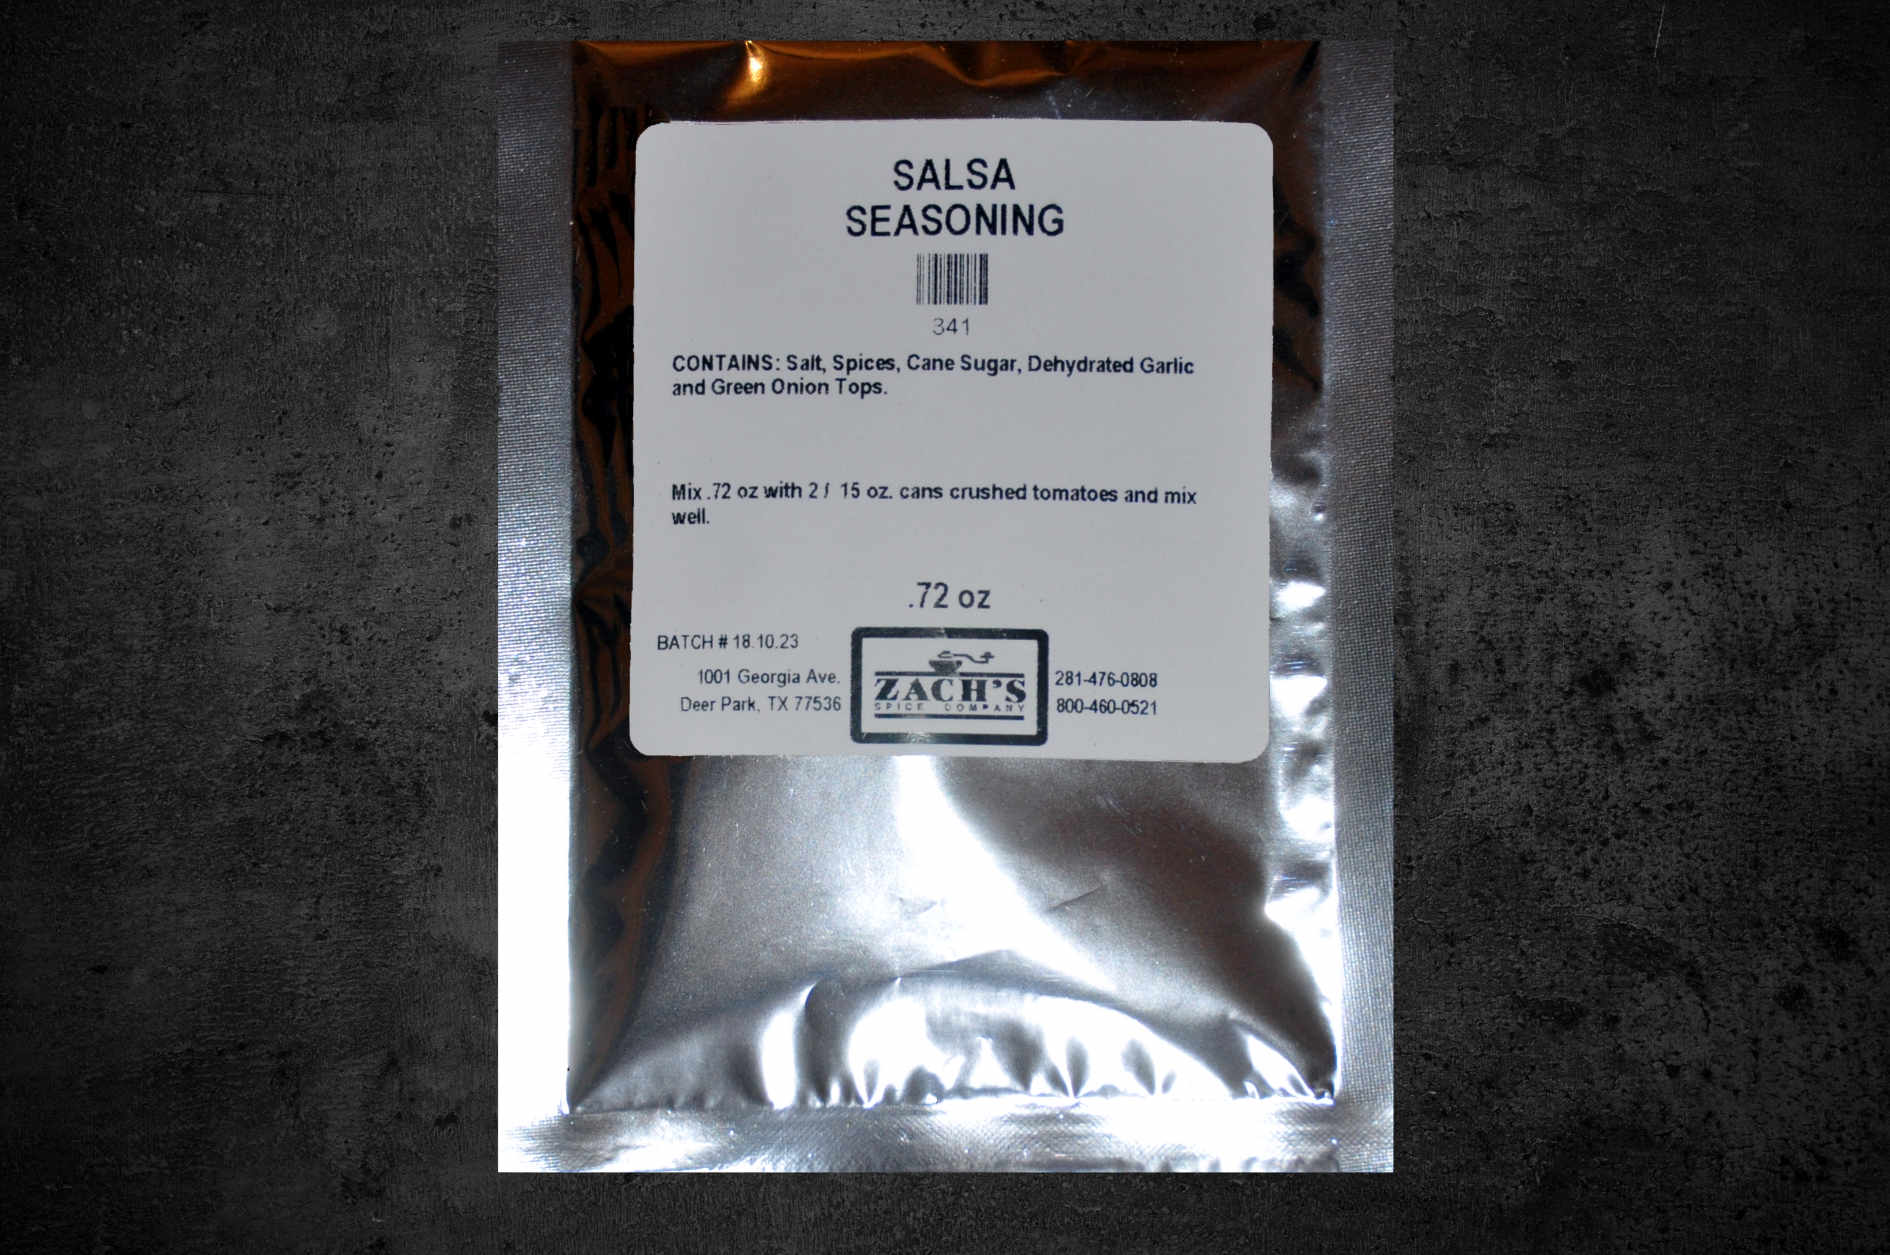 SALSA
SEASONING
341
CONTAINS: Salt, Spices, Cane Sugar, Dehydrated Garlic
and Green Onion Tops.
Mix .72 oz with 2 / 15 oz. cans crushed tomatoes and mix
well.
.72 oz
BATCH # 18.10.23
1001 Georgia Ave.
Deer Park, TX 77536
ZACH'S
SPICE COMPANY
281-476-0808
800-460-0521